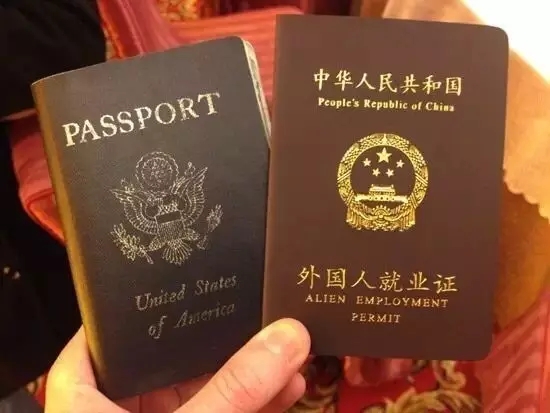 PASSPORT
United States
of America
中华人民共和国
People's Republic of China
外国人就业证
ALIEN EMPLOYMENT
PERMIT